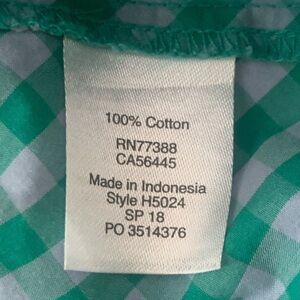 100% Cotton
RN77388
CA56445
Made in Indonesia
Style H5024
SP 18
PO 3514376